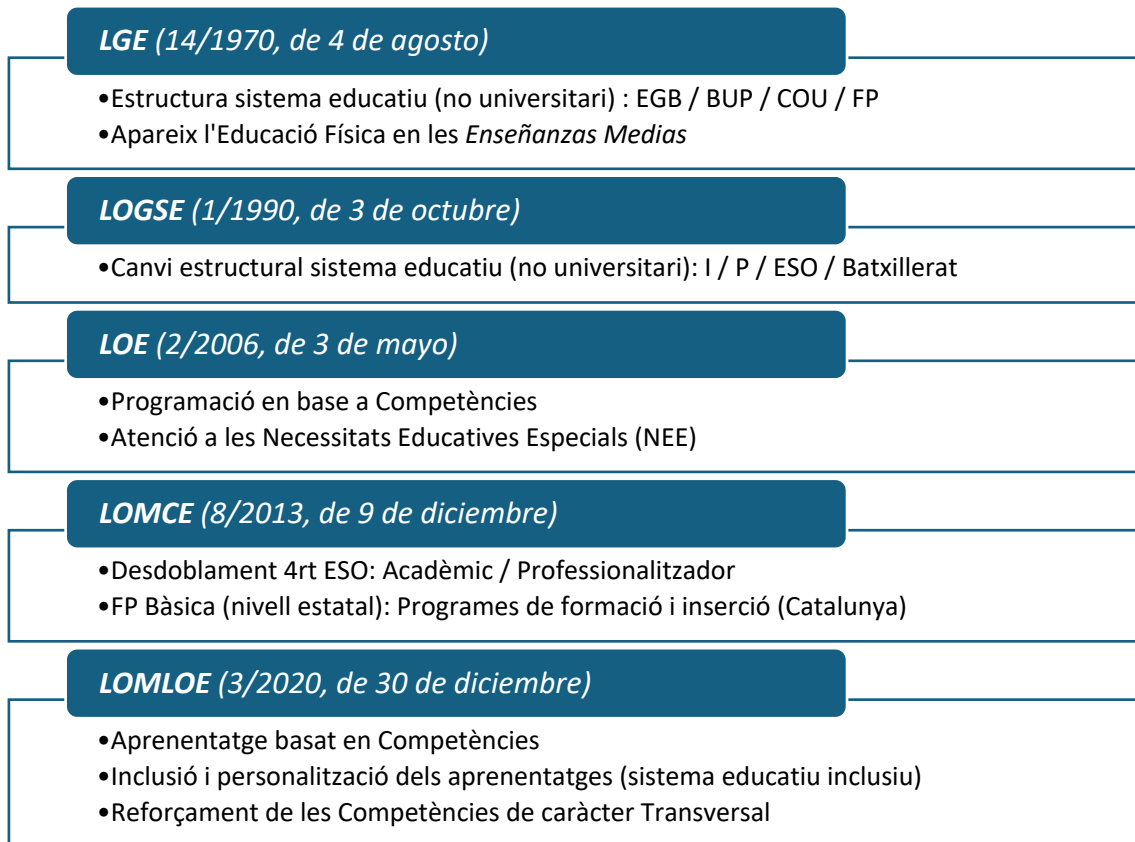 LGE (14/1970, de 4 de agosto)
•Estructura sistema educatiu (no universitari) : EGB / BUP / COU / FP
•Apareix l'Educació Física en les Enseñanzas Medias
LOGSE (1/1990, de 3 de octubre)
•Canvi estructural sistema educatiu (no universitari): I / P / ESO / Batxillerat
LOE (2/2006, de 3 de mayo)
•Programació en base a Competències
•Atenció a les Necessitats Educatives Especials (NEE)
LOMCE (8/2013, de 9 de diciembre)
•Desdoblament 4rt ESO: Acadèmic / Professionalitzador
•FP Bàsica (nivell estatal): Programes de formació i inserció (Catalunya)
LOMLOE (3/2020, de 30 de diciembre)
•Aprenentatge basat en Competències
•Inclusió i personalització dels aprenentatges (sistema educatiu inclusiu)
•Reforçament de les Competències de caràcter Transversal